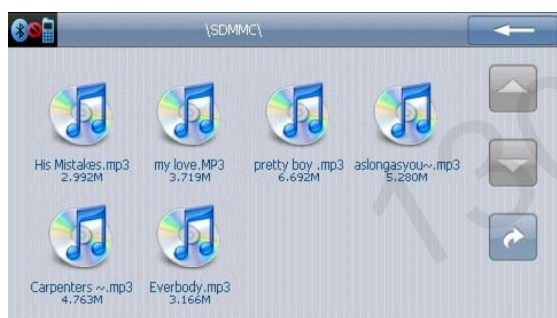 \SDMMC\
His Mistakes.mp3
2.992M
my love.MP3
3.719M
pretty boy .mp3
6.692M
aslongasyou~.mp3
5.280M
Carpenters ~.mp3
4.763M
Everbody.mp3
3.166M